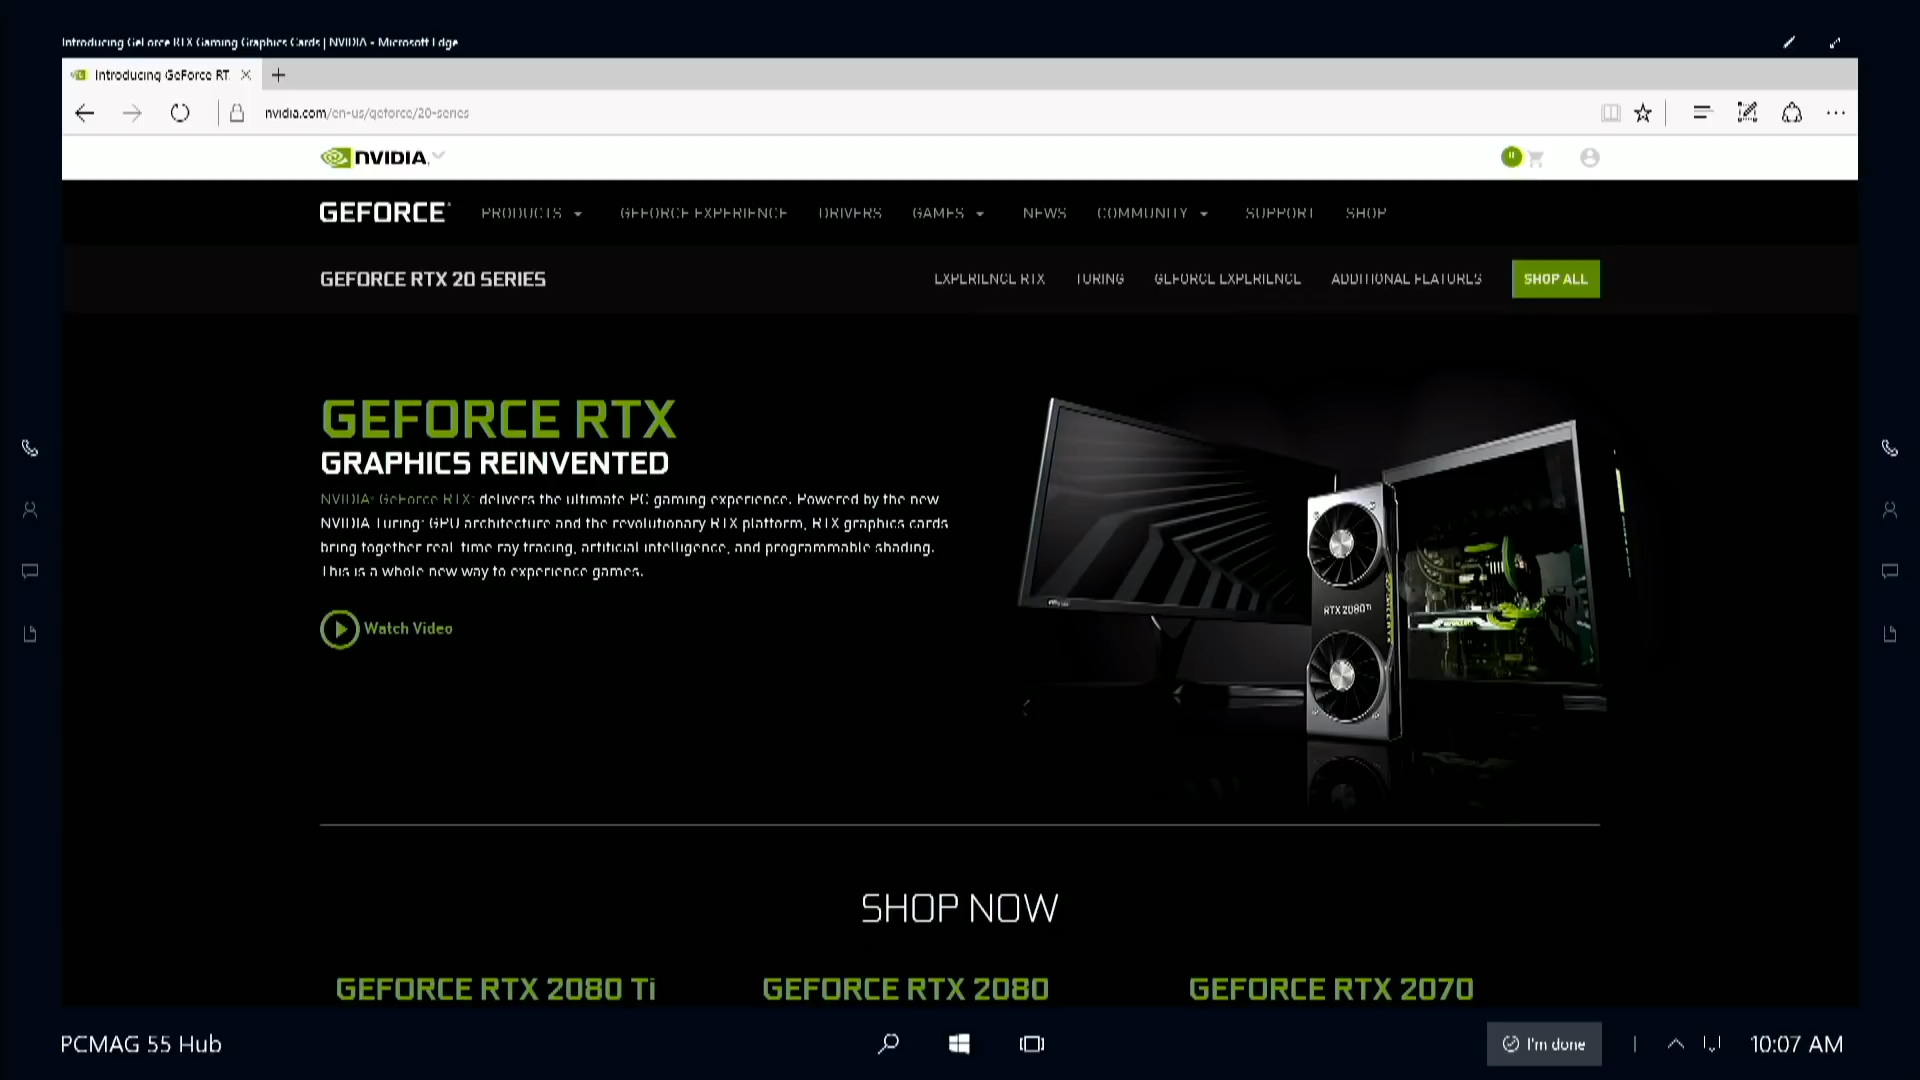 Introducing GeForce RTX Gaming Graphics Cards | NVIDIA - Microsoft Edge
Introducing GeForce RT
nvidia.com/en-us/geforce/20-series
NVIDIA.
GEFORCE
PRODUCTS
GEFORCE EXPERIENCE
DRIVERS
GAMES
NEWS
COMMUNITY
SUPPORT
SHOP
GEFORCE RTX 20 SERIES
EXPERIENCE RTX
TURING
GEFORCE EXPERIENCE
ADDITIONAL FEATURES
SHOP ALL
GEFORCE RTX
GRAPHICS REINVENTED
NVIDIA® GeForce RTX™ delivers the ultimate PC gaming experience. Powered by the new
NVIDIA Turing™ GPU architecture and the revolutionary RTX platform, RTX graphics cards
bring together real-time ray tracing, artificial intelligence, and programmable shading.
This is a whole new way to experience games.
RTX 2080 Ti
Watch Video
SHOP NOW
GEFORCE RTX 2080 Ti
GEFORCE RTX 2080
GEFORCE RTX 2070
PCMAG 55 Hub
I'm done
10:07 AM